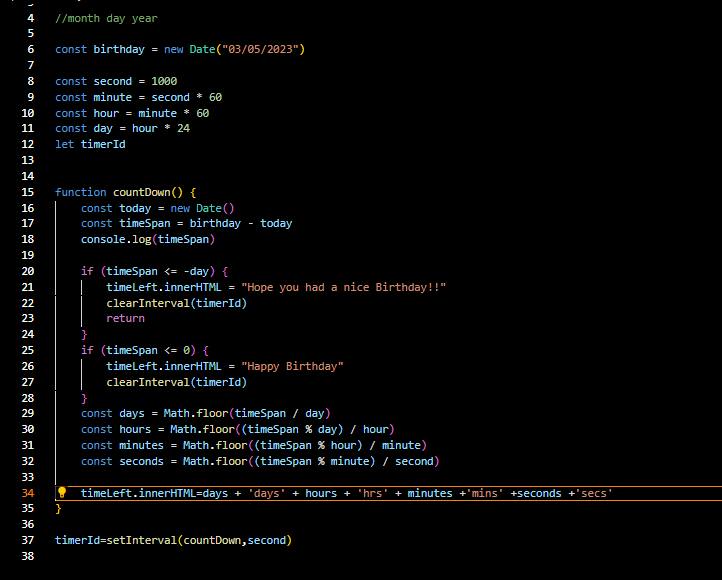 4 //month day year
5
6 const birthday = new Date("03/05/2023")
7
8 const second = 1000
9 const minute = second * 60
10 const hour = minute * 60
11 const day = hour * 24
12 let timerId
13
14
15 function countDown() {
16 const today = new Date()
17 const timeSpan = birthday - today
18 console.log(timeSpan)
19
20 if (timeSpan <= -day) {
21 timeLeft.innerHTML = "Hope you had a nice Birthday!!"
22 clearInterval(timerId)
23 return
24 }
25 if (timeSpan <= 0) {
26 timeLeft.innerHTML = "Happy Birthday"
27 clearInterval(timerId)
28 }
29 const days = Math.floor(timeSpan / day)
30 const hours = Math.floor((timeSpan % day) / hour)
31 const minutes = Math.floor((timeSpan % hour) / minute)
32 const seconds = Math.floor((timeSpan % minute) / second)
33
34 timeLeft.innerHTML=days + 'days' + hours + 'hrs' + minutes +'mins' +seconds +'secs'
35 }
36
37 timerId=setInterval(countDown,second)
38